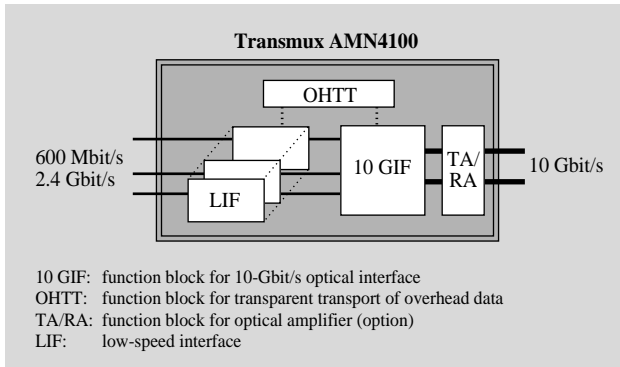 Transmux AMN4100
OHTT
600 Mbit/s
2.4 Gbit/s
LIF
10 GIF
TA/
RA
10 Gbit/s
10 GIF: function block for 10-Gbit/s optical interface
OHTT: function block for transparent transport of overhead data
TA/RA: function block for optical amplifier (option)
LIF: low-speed interface